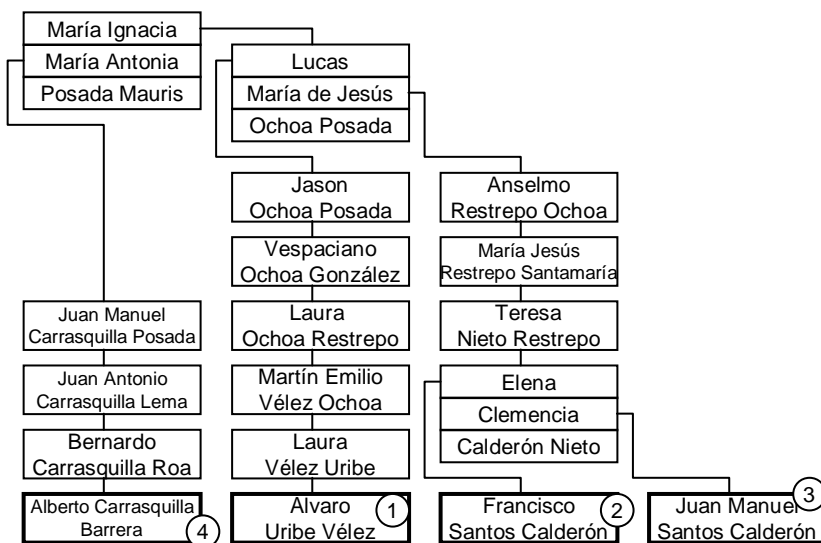 María Ignacia
María Antonia
Posada Mauris
Lucas
María de Jesús
Ochoa Posada
Jason
Ochoa Posada
Anselmo
Restrepo Ochoa
Vespaciano
Ochoa González
María Jesús
Restrepo Santamaría
Juan Manuel
Carrasquilla Posada
Laura
Ochoa Restrepo
Teresa
Nieto Restrepo
Juan Antonio
Carrasquilla Lema
Martín Emilio
Vélez Ochoa
Elena
Clemencia
Calderón Nieto
Bernardo
Carrasquilla Roa
Laura
Vélez Uribe
Alberto Carrasquilla
Barrera
4
Alvaro
Uribe Vélez
1
Francisco
Santos Calderón
2
Juan Manuel
Santos Calderón
3